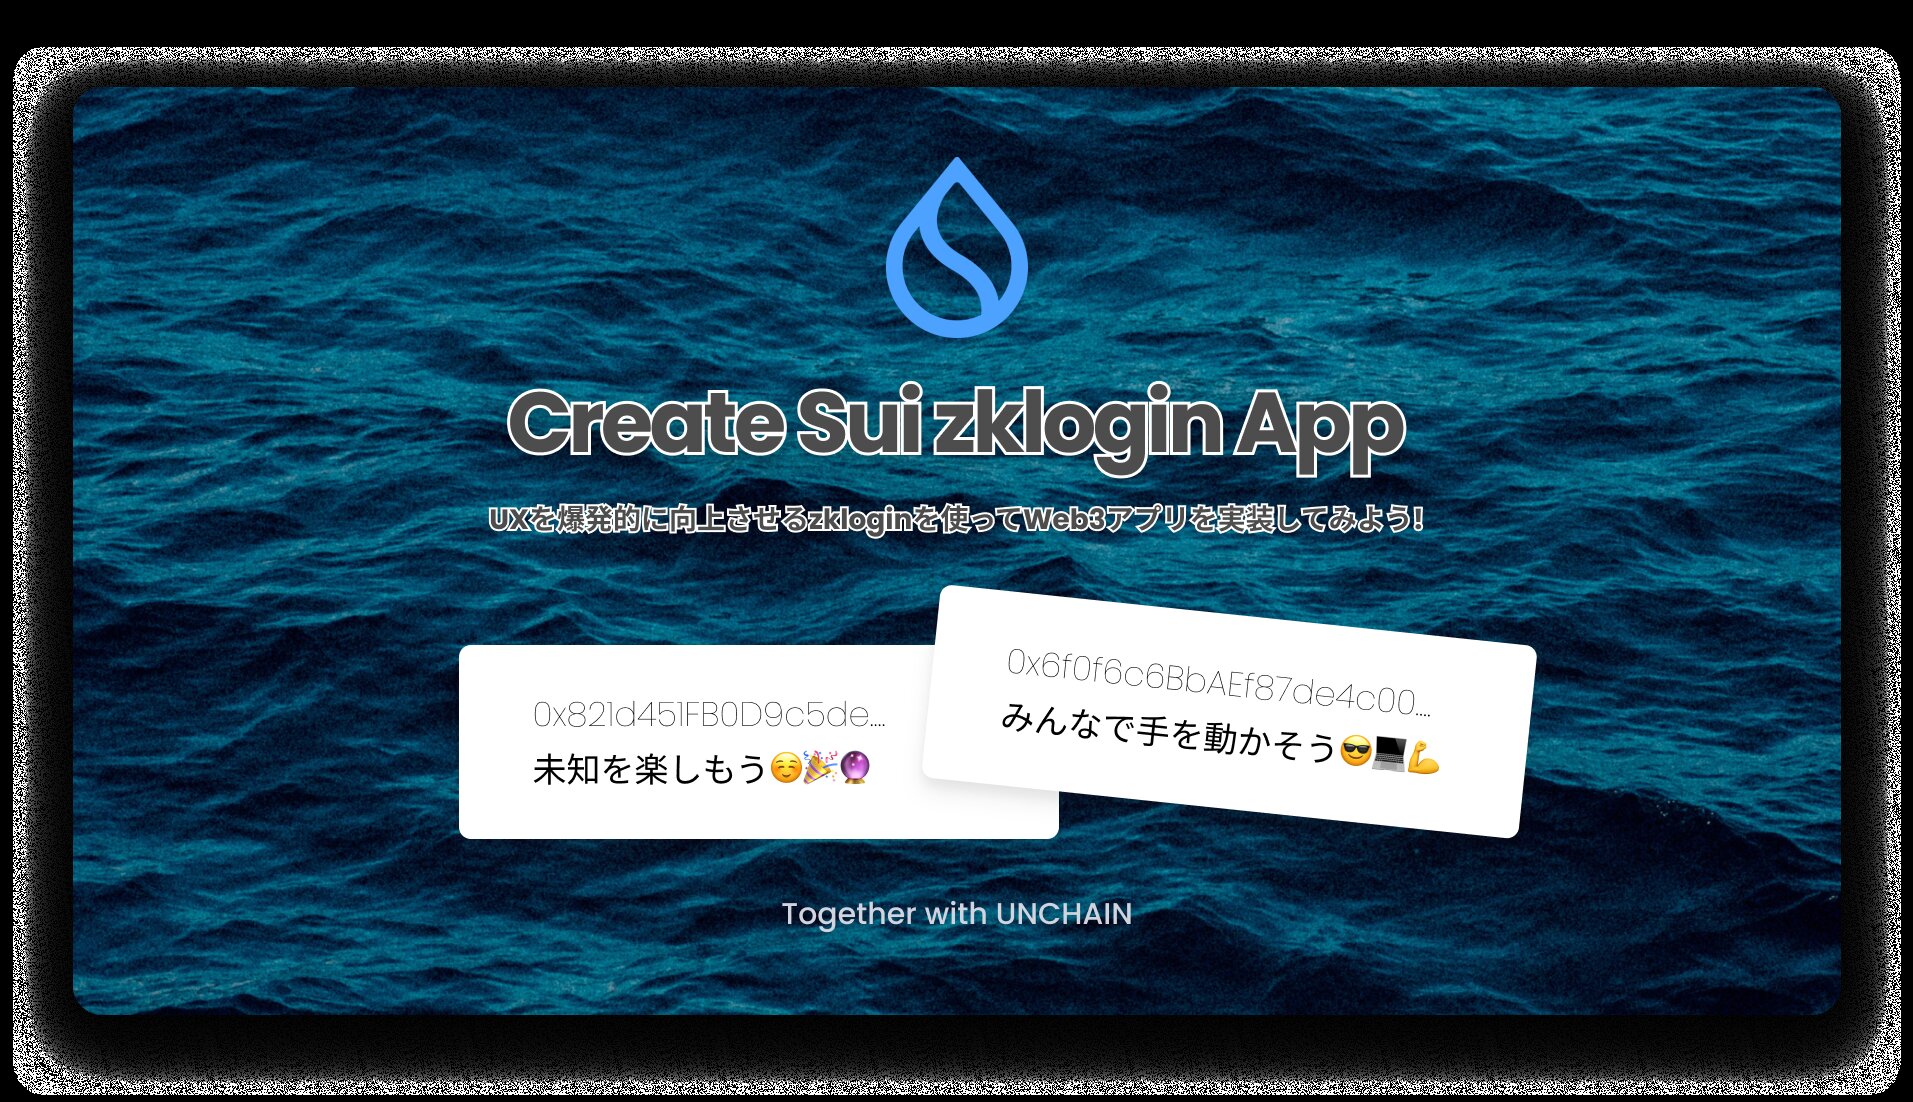 Create Sui zklogin App
UXを爆発的に向上させるzkloginを使ってWeb3アプリを実装してみよう!
0x821d451FB0D9c5de....
未知を楽しもう☺️🎉🔮
0x6f0f6c6BbAEf87de4c00....
みんなで手を動かそう😎💻💪
Together with UNCHAIN